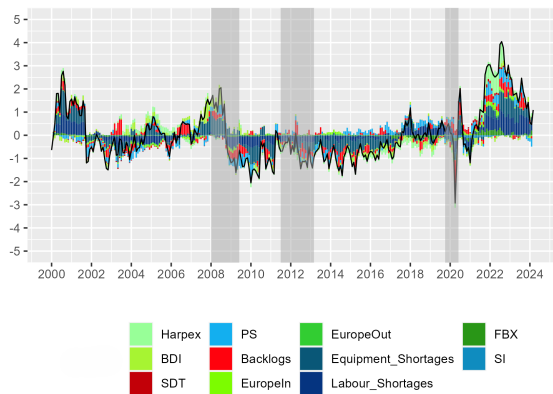 5
4
3
2
1
0
-1
-2
-3
-4
-5
2000 2002 2004 2006 2008 2010 2012 2014 2016 2018 2020 2022 2024
Harpex PS EuropeOut FBX
BDI Backlogs Equipment_Shortages SI
SDT EuropeIn Labour_Shortages